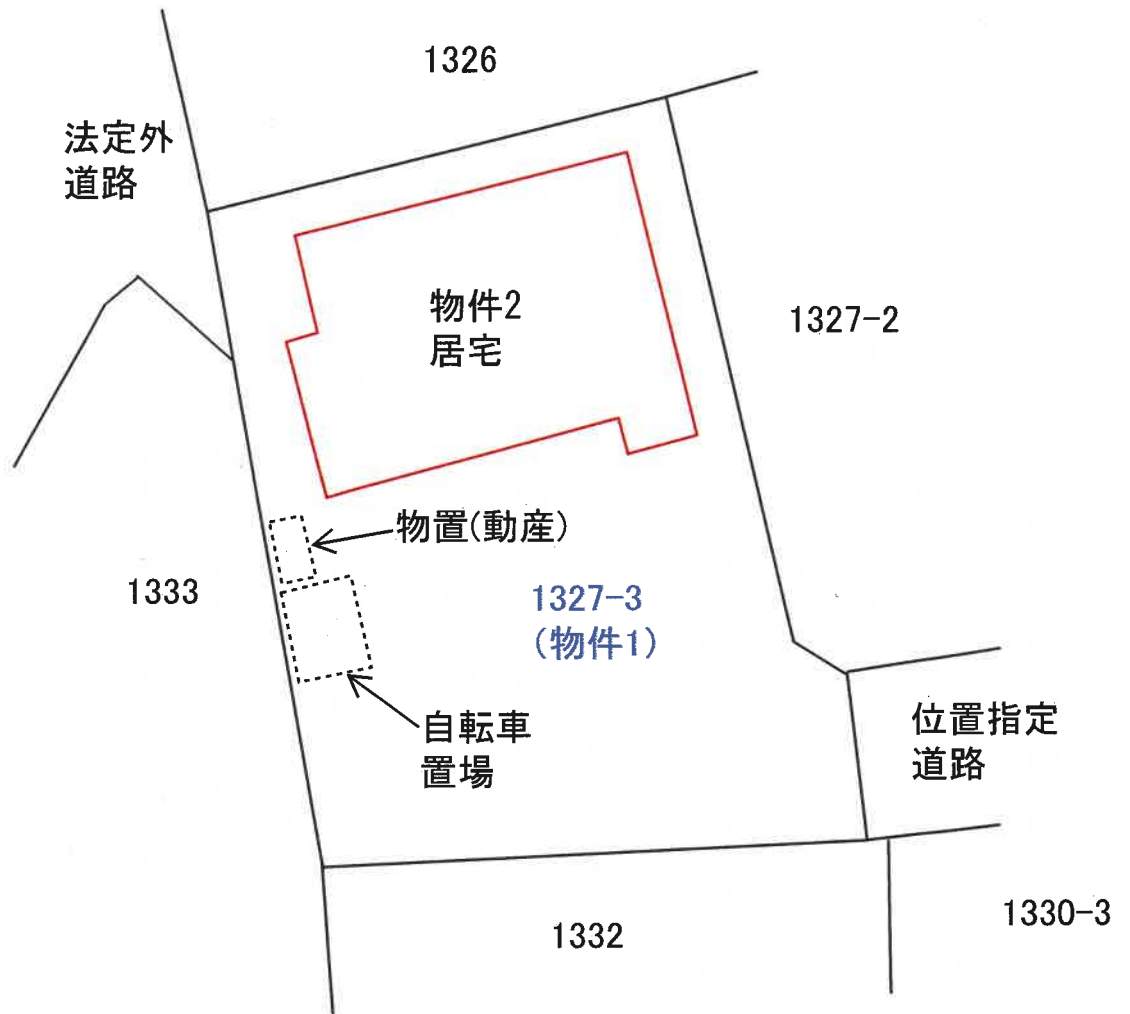 1326
法定外
道路
物件2
居宅
1327-2
物置(動産)
1333
1327-3
(物件1)
自転車
置場
位置指定
道路
1332
1330-3